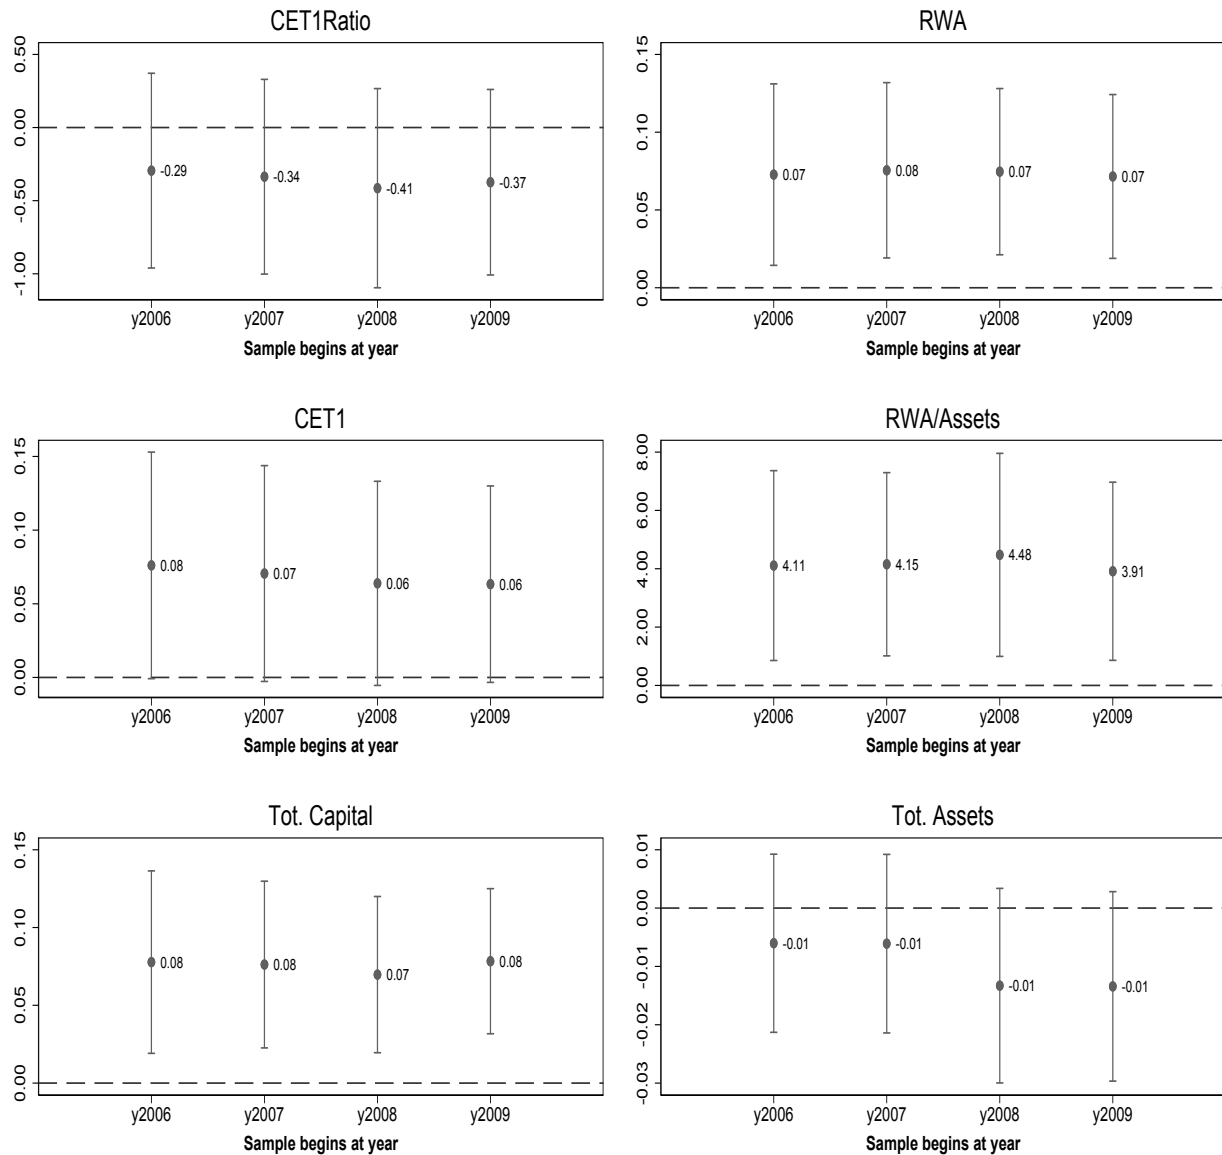 CET1Ratio
0.50
0.00
-0.50
-1.00
-0.29
-0.34
-0.41
-0.37
y2006 y2007 y2008 y2009
Sample begins at year
RWA
0.15
0.10
0.05
0.00
0.07
0.08
0.07
0.07
y2006 y2007 y2008 y2009
Sample begins at year
CET1
0.15
0.10
0.05
0.00
0.08
0.07
0.06
0.06
y2006 y2007 y2008 y2009
Sample begins at year
RWA/Assets
8.00
6.00
4.00
2.00
0.00
4.11
4.15
4.48
3.91
y2006 y2007 y2008 y2009
Sample begins at year
Tot. Capital
0.15
0.10
0.05
0.00
0.08
0.08
0.07
0.08
y2006 y2007 y2008 y2009
Sample begins at year
Tot. Assets
0.01
0.00
-0.01
-0.02
-0.03
-0.01
-0.01
-0.01
-0.01
y2006 y2007 y2008 y2009
Sample begins at year